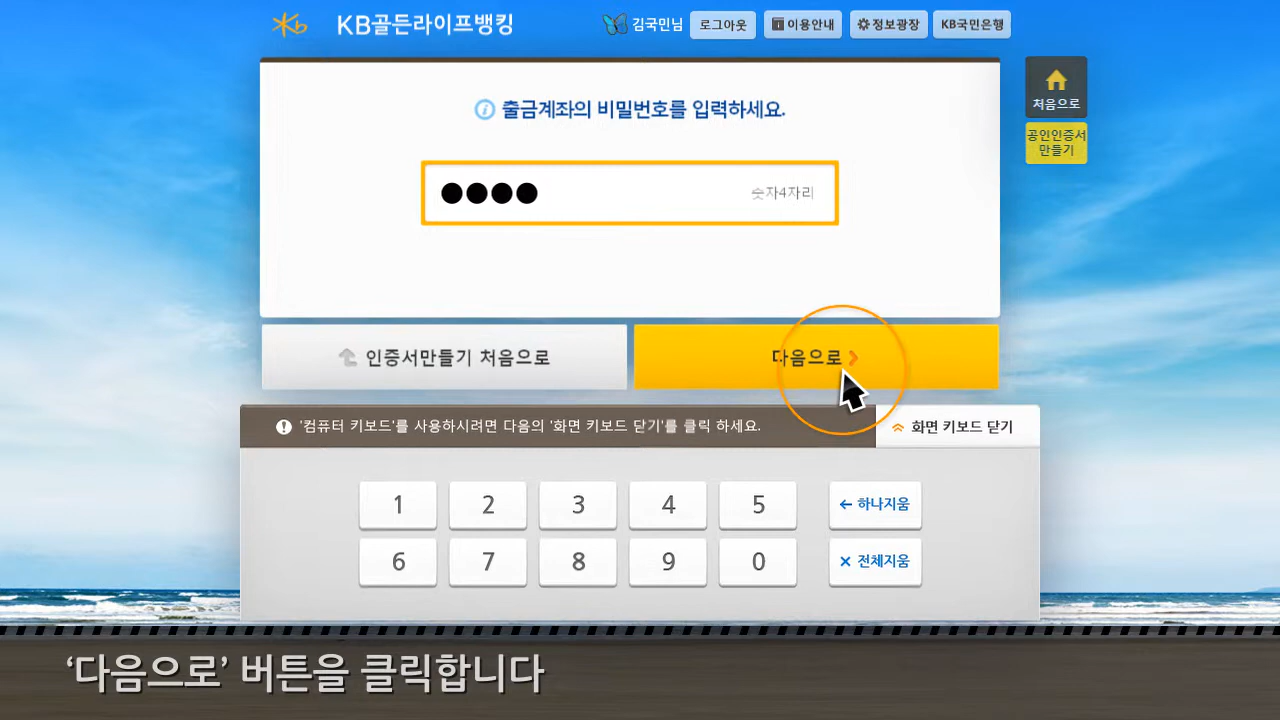 KB골든라이프뱅킹
김국민님
로그아웃
이용안내
정보광장
KB국민은행
처음으로
공인인증서
만들기
출금계좌의 비밀번호를 입력하세요.
●●●● 숫자4자리
인증서만들기 처음으로
다음으로
'컴퓨터 키보드'를 사용하시려면 다음의 '화면 키보드 닫기'를 클릭 하세요.
화면 키보드 닫기
1 2 3 4 5 하나지움
6 7 8 9 0 전체지움
‘다음으로’ 버튼을 클릭합니다